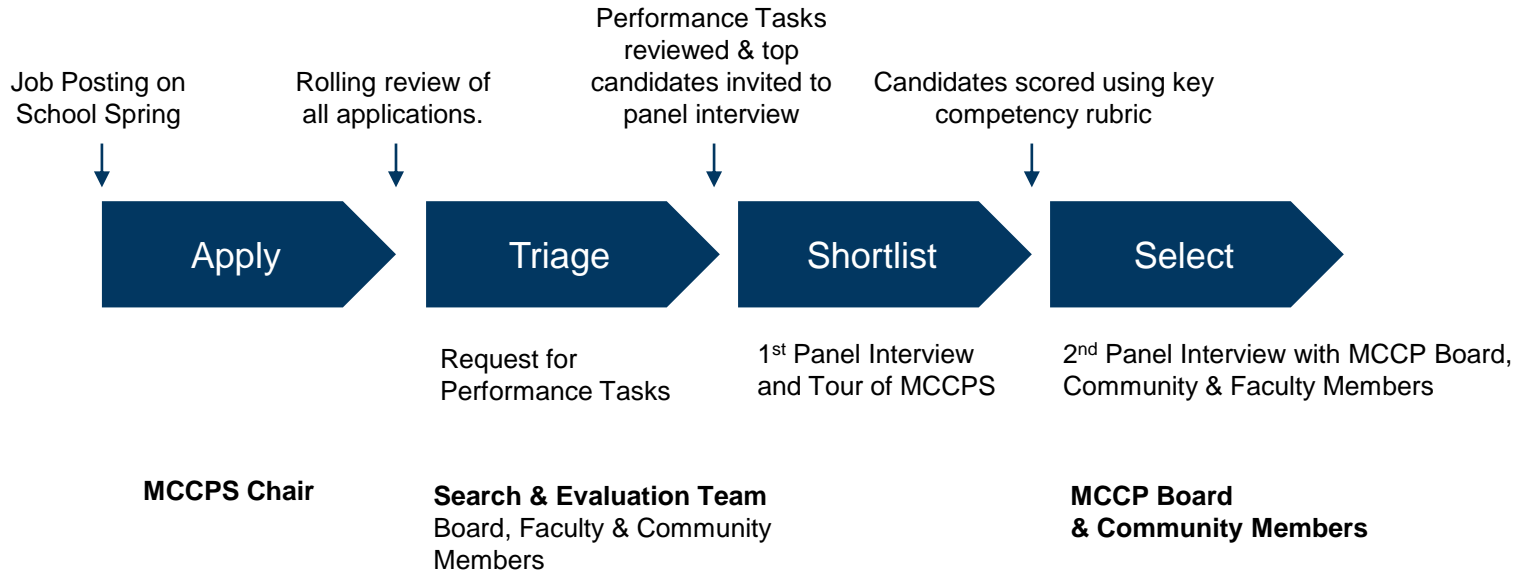 Job Posting on
School Spring
Rolling review of
all applications.
Performance Tasks
reviewed & top
candidates invited to
panel interview
Candidates scored using key
competency rubric
Apply
Triage
Shortlist
Select
Request for
Performance Tasks
1st Panel Interview
and Tour of MCCPS
2nd Panel Interview with MCCP Board,
Community & Faculty Members
MCCPS Chair
Search & Evaluation Team
Board, Faculty & Community
Members
MCCP Board
& Community Members